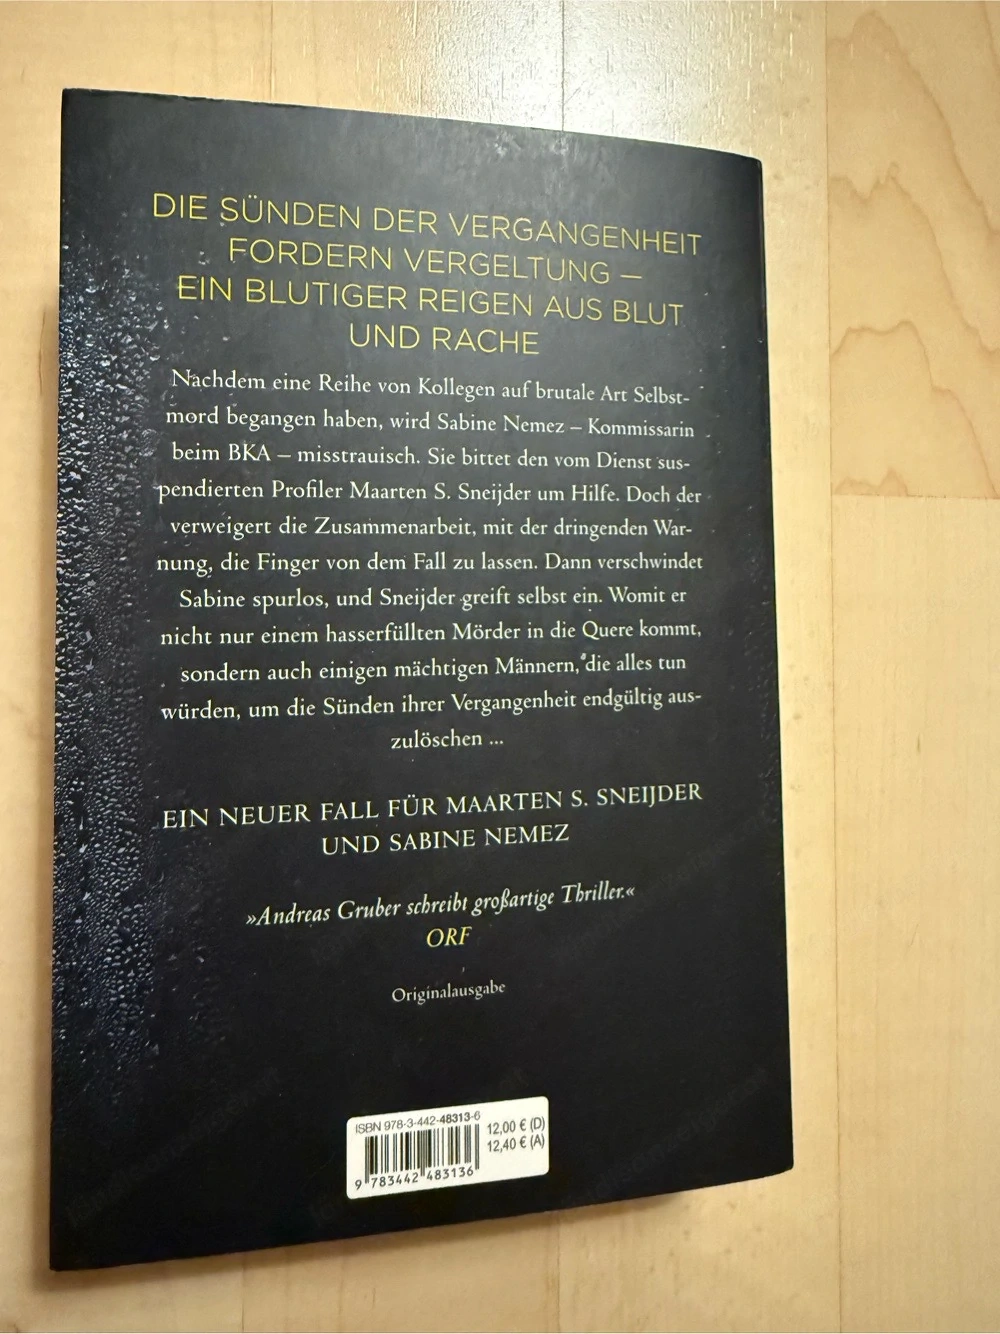 DIE SÜNDEN DER VERGANGENHEIT
FORDERN VERGELTUNG –
EIN BLUTIGER REIGEN AUS BLUT
UND RACHE
Nachdem eine Reihe von Kollegen auf brutale Art Selbst-
mord begangen haben, wird Sabine Nemez – Kommissarin
beim BKA – misstrauisch. Sie bittet den vom Dienst sus-
pendierten Profiler Maarten S. Sneijder um Hilfe. Doch der
verweigert die Zusammenarbeit, mit der dringenden War-
nung, die Finger von dem Fall zu lassen. Dann verschwindet
Sabine spurlos, und Sneijder greift selbst ein. Womit er
nicht nur einem hasserfüllten Mörder in die Quere kommt,
sondern auch einigen mächtigen Männern, die alles tun
würden, um die Sünden ihrer Vergangenheit endgültig aus-
zulöschen ...
EIN NEUER FALL FÜR MAARTEN S. SNEIJDER
UND SABINE NEMEZ
»Andreas Gruber schreibt großartige Thriller.«
ORF
Originalausgabe
ISBN 978-3-442-48313-6
12,00 € (D)
12,40 € (A)
9 783442 483136